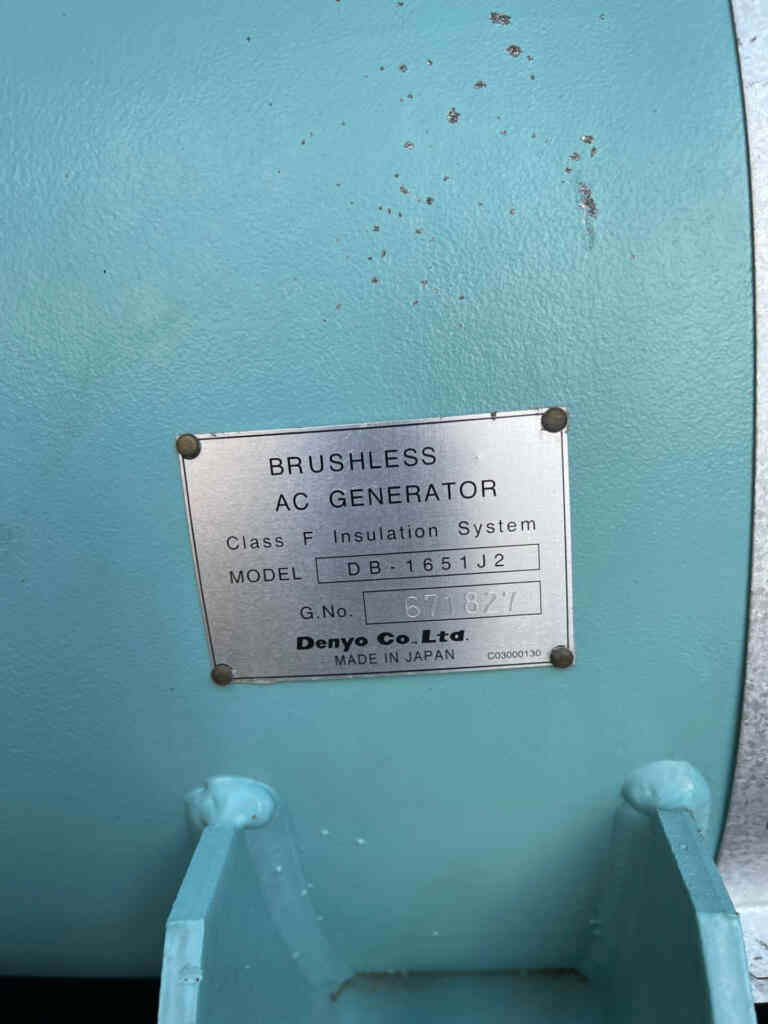 BRUSHLESS
AC GENERATOR
Class F Insulation System
MODEL DB-1651J2
G.No. 671827
Denyo Co., Ltd.
MADE IN JAPAN C03000130